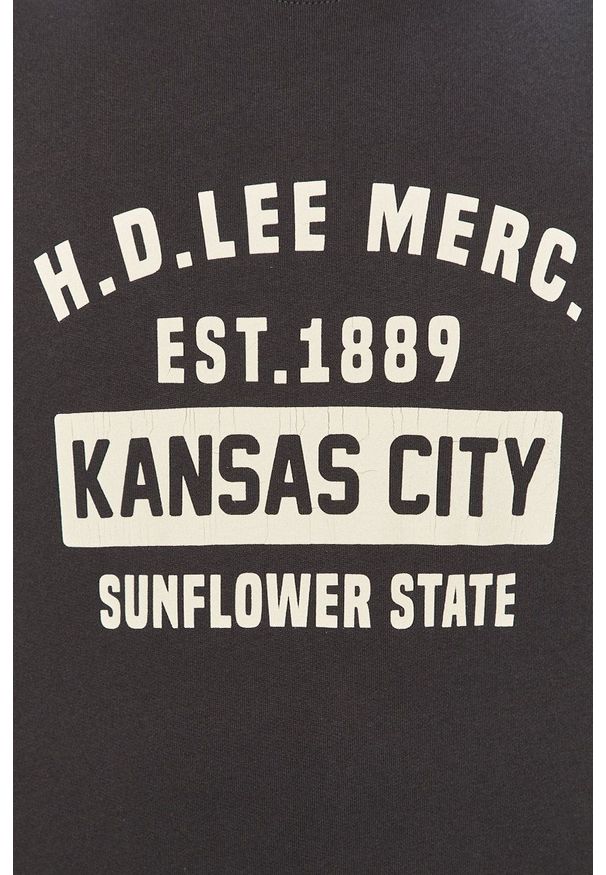 H.D.LEE MERC.
EST.1889
KANSAS CITY
SUNFLOWER STATE